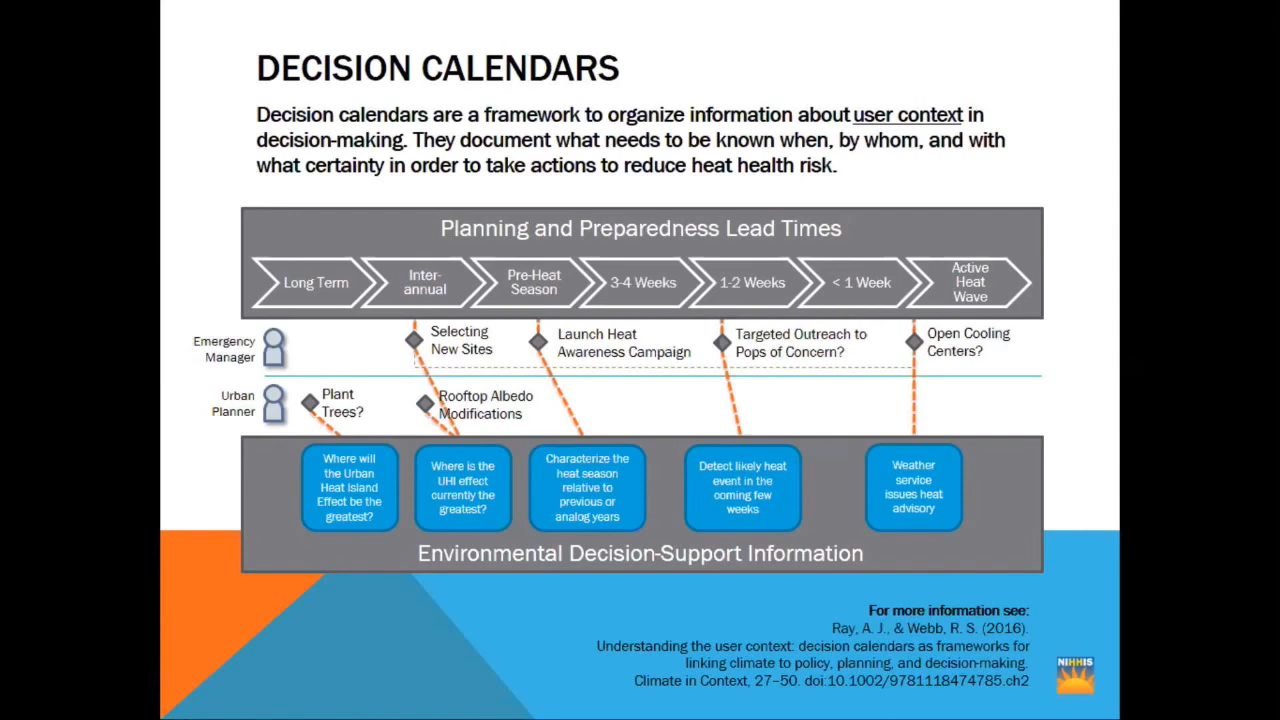 DECISION CALENDARS
Decision calendars are a framework to organize information about user context in
decision-making. They document what needs to be known when, by whom, and with
what certainty in order to take actions to reduce heat health risk.
Planning and Preparedness Lead Times
Long Term
Inter-
annual
Pre-Heat
Season
3-4 Weeks
1-2 Weeks
< 1 Week
Active
Heat
Wave
Emergency
Manager
Selecting
New Sites
Launch Heat
Awareness Campaign
Targeted Outreach to
Pops of Concern?
Open Cooling
Centers?
Urban
Planner
Plant
Trees?
Rooftop Albedo
Modifications
Where will
the Urban
Heat Island
Effect be the
greatest?
Where is the
UHI effect
currently the
greatest?
Characterize the
heat season
relative to
previous or
analog years
Detect likely heat
event in the
coming few
weeks
Weather
service
issues heat
advisory
Environmental Decision-Support Information
For more information see:
Ray, A. J., & Webb, R. S. (2016).
Understanding the user context: decision calendars as frameworks for
linking climate to policy, planning, and decision-making.
Climate in Context, 27–50. doi:10.1002/9781118474785.ch2
NIHHIS